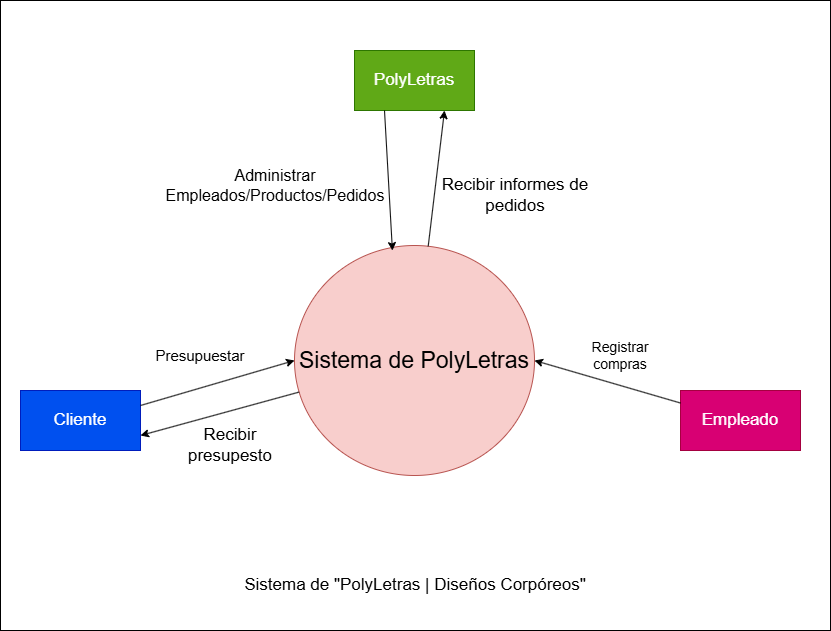 PolyLetras
Administrar
Empleados/Productos/Pedidos
Recibir informes de
pedidos
Sistema de PolyLetras
Presupuestar
Registrar
compras
Cliente
Empleado
Recibir
presupesto
Sistema de "PolyLetras | Diseños Corpóreos"